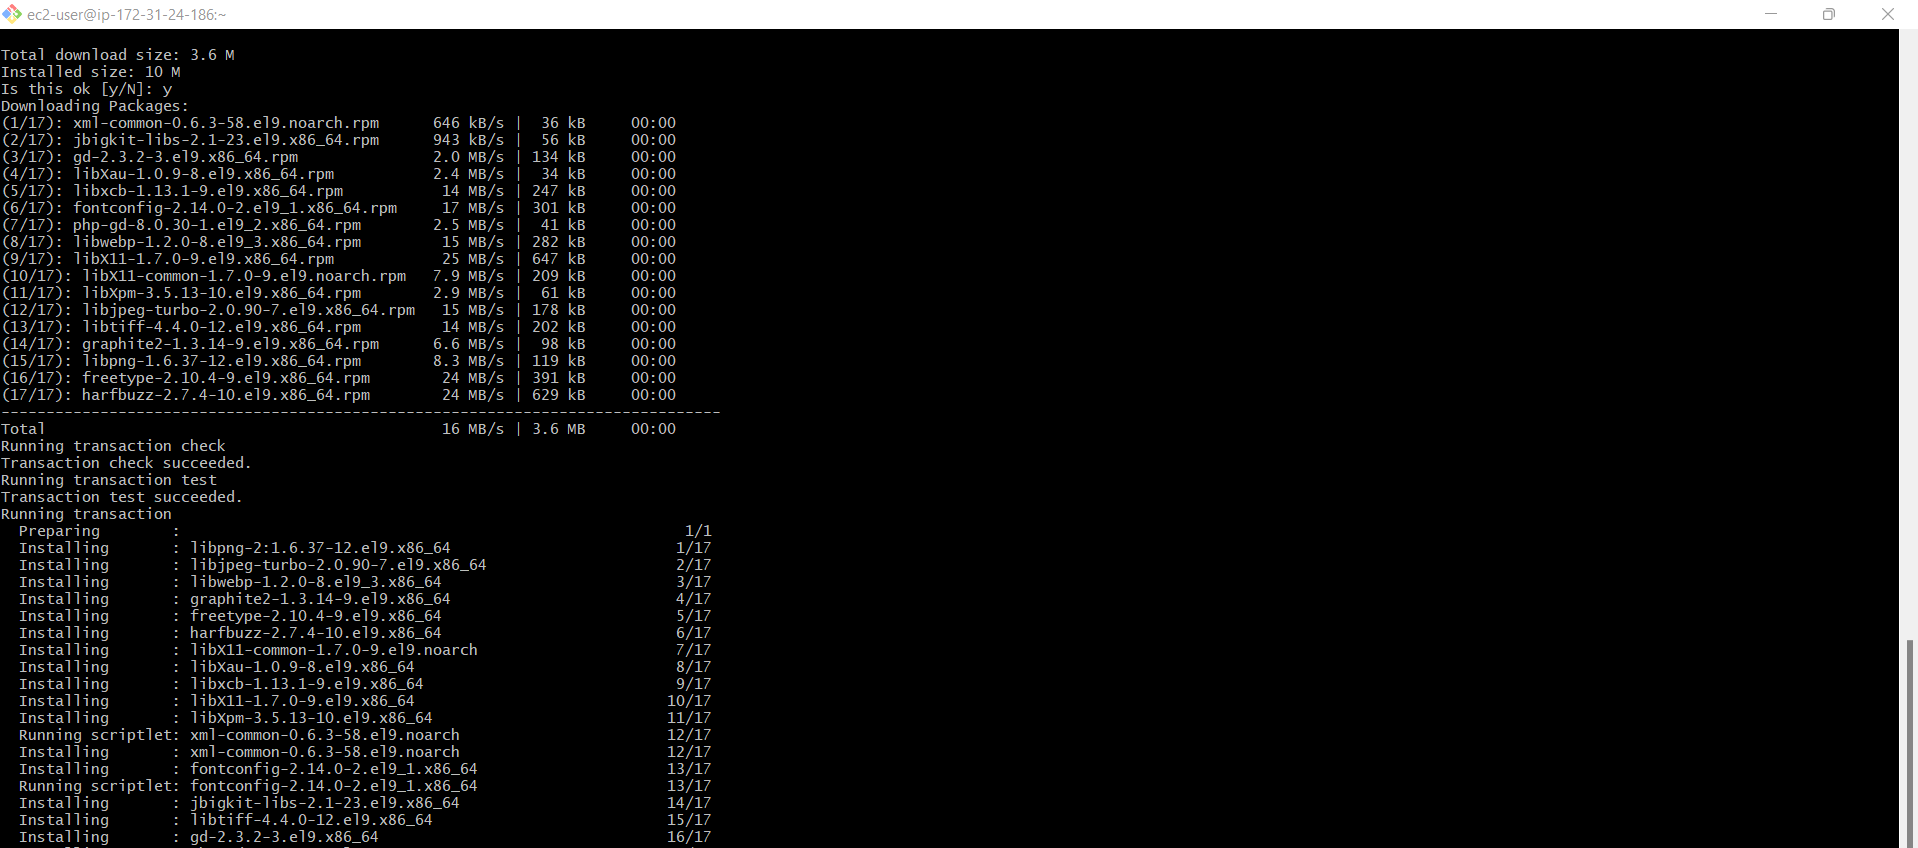 ec2-user@ip-172-31-24-186:~
Total download size: 3.6 M
Installed size: 10 M
Is this ok [y/N]: y
Downloading Packages:
(1/17): xml-common-0.6.3-58.el9.noarch.rpm      646 kB/s |  36 kB     00:00
(2/17): jbigkit-libs-2.1-23.el9.x86_64.rpm      943 kB/s |  56 kB     00:00
(3/17): gd-2.3.2-3.el9.x86_64.rpm               2.0 MB/s | 134 kB     00:00
(4/17): libXau-1.0.9-8.el9.x86_64.rpm           2.4 MB/s |  34 kB     00:00
(5/17): libxcb-1.13.1-9.el9.x86_64.rpm           14 MB/s | 247 kB     00:00
(6/17): fontconfig-2.14.0-2.el9_1.x86_64.rpm     17 MB/s | 301 kB     00:00
(7/17): php-gd-8.0.30-1.el9_2.x86_64.rpm        2.5 MB/s |  41 kB     00:00
(8/17): libwebp-1.2.0-8.el9_3.x86_64.rpm         15 MB/s | 282 kB     00:00
(9/17): libX11-1.7.0-9.el9.x86_64.rpm            25 MB/s | 647 kB     00:00
(10/17): libX11-common-1.7.0-9.el9.noarch.rpm   7.9 MB/s | 209 kB     00:00
(11/17): libXpm-3.5.13-10.el9.x86_64.rpm        2.9 MB/s |  61 kB     00:00
(12/17): libjpeg-turbo-2.0.90-7.el9.x86_64.rpm   15 MB/s | 178 kB     00:00
(13/17): libtiff-4.4.0-12.el9.x86_64.rpm         14 MB/s | 202 kB     00:00
(14/17): graphite2-1.3.14-9.el9.x86_64.rpm      6.6 MB/s |  98 kB     00:00
(15/17): libpng-1.6.37-12.el9.x86_64.rpm        8.3 MB/s | 119 kB     00:00
(16/17): freetype-2.10.4-9.el9.x86_64.rpm        24 MB/s | 391 kB     00:00
(17/17): harfbuzz-2.7.4-10.el9.x86_64.rpm        24 MB/s | 629 kB     00:00
--------------------------------------------------------------------------------
Total                                            16 MB/s | 3.6 MB     00:00
Running transaction check
Transaction check succeeded.
Running transaction test
Transaction test succeeded.
Running transaction
  Preparing        :                                                        1/1
  Installing       : libpng-2:1.6.37-12.el9.x86_64                         1/17
  Installing       : libjpeg-turbo-2.0.90-7.el9.x86_64                     2/17
  Installing       : libwebp-1.2.0-8.el9_3.x86_64                          3/17
  Installing       : graphite2-1.3.14-9.el9.x86_64                         4/17
  Installing       : freetype-2.10.4-9.el9.x86_64                          5/17
  Installing       : harfbuzz-2.7.4-10.el9.x86_64                          6/17
  Installing       : libX11-common-1.7.0-9.el9.noarch                      7/17
  Installing       : libXau-1.0.9-8.el9.x86_64                             8/17
  Installing       : libxcb-1.13.1-9.el9.x86_64                            9/17
  Installing       : libX11-1.7.0-9.el9.x86_64                            10/17
  Installing       : libXpm-3.5.13-10.el9.x86_64                          11/17
  Running scriptlet: xml-common-0.6.3-58.el9.noarch                       12/17
  Installing       : xml-common-0.6.3-58.el9.noarch                       12/17
  Installing       : fontconfig-2.14.0-2.el9_1.x86_64                     13/17
  Running scriptlet: fontconfig-2.14.0-2.el9_1.x86_64                     13/17
  Installing       : jbigkit-libs-2.1-23.el9.x86_64                       14/17
  Installing       : libtiff-4.4.0-12.el9.x86_64                          15/17
  Installing       : gd-2.3.2-3.el9.x86_64                                16/17